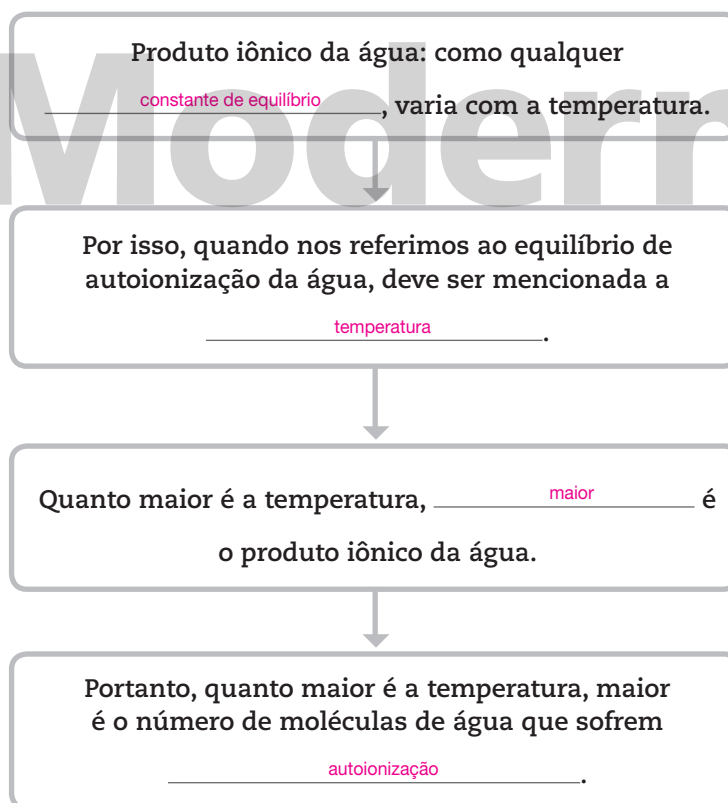 Produto iônico da água: como qualquer
constante de equilíbrio, varia com a temperatura.
Por isso, quando nos referimos ao equilíbrio de
autoionização da água, deve ser mencionada a
temperatura.
Quanto maior é a temperatura, maior é
o produto iônico da água.
Portanto, quanto maior é a temperatura, maior
é o número de moléculas de água que sofrem
autoionização.